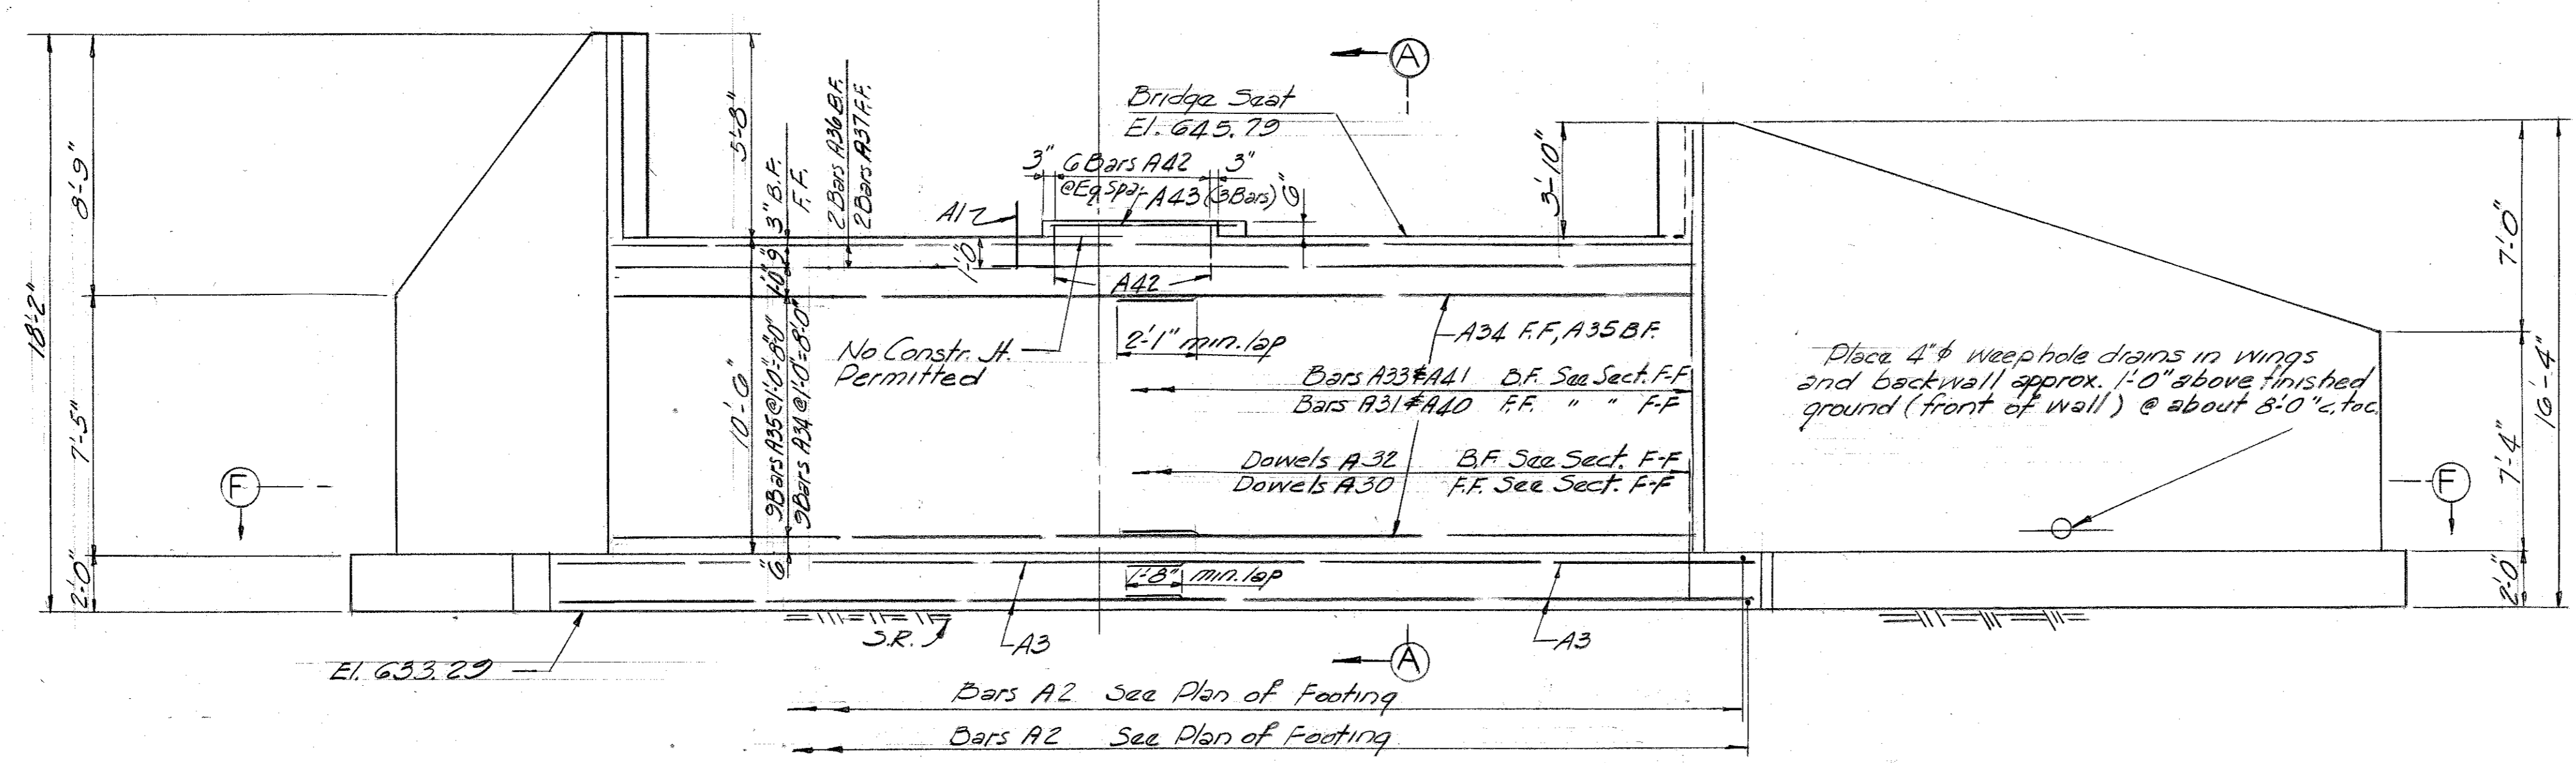 A
Bridge Seat
El. 645.79
18'-2"
8'-9"
7'-5"
2'-0"
5'-8"
10'-6"
6"
3" B.F.
F.F.
2 Bars A36 B.F.
2 Bars A37 F.F.
1'-0"
9"
9 Bars A35 @ 1'-0"=8'-0"
9 Bars A34 @ 1'-0"=8'-0"
3" 6 Bars A42 3"
@ Eq. Spa.
A43 (3 Bars)
6"
A17
1'-0"
A42
2'-1" min. lap
No Constr. Jt.
Permitted
A34 F.F., A35 B.F.
Bars A33 & A41 B.F. See Sect. F-F
Bars A31 & A40 F.F. " " F-F
Dowels A32 B.F. See Sect. F-F
Dowels A30 F.F. See Sect. F-F
3'-10"
7'-0"
7'-4"
2'-0"
16'-4"
Place 4"φ weephole drains in wings
and backwall approx. 1'-0" above finished
ground (front of wall) @ about 8'-0" c. to c.
F
F
1'-8" min. lap
S.R.
A3
A3
A
El. 633.29
Bars A2 See Plan of Footing
Bars A2 See Plan of Footing